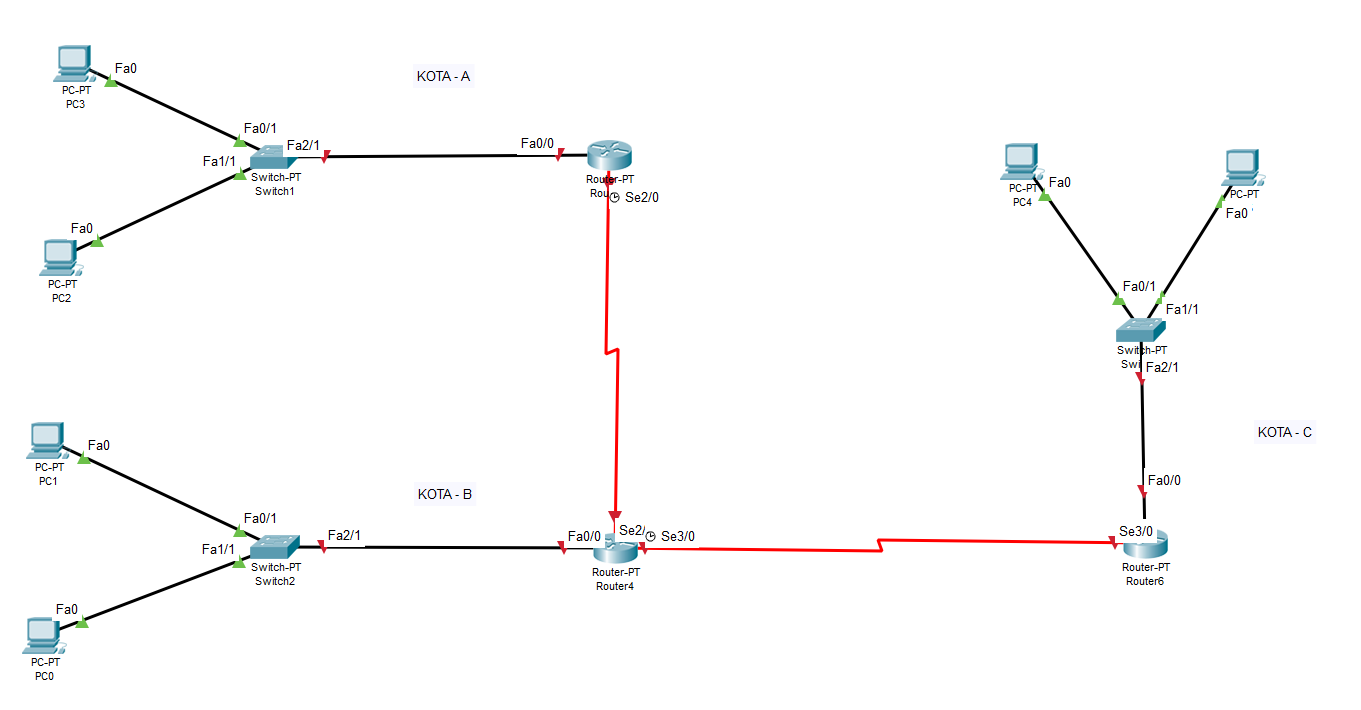 KOTA - A
Fa0
PC-PT
PC3
Fa0/1
Fa2/1
Fa1/1
Switch-PT
Switch1
Fa0
PC-PT
PC2
Fa0/0
Router-PT
Se2/0
PC-PT
PC4
Fa0
PC-PT
Fa0
Fa0/1
Fa1/1
Switch-PT
Fa2/1
KOTA - C
Fa0/0
Se3/0
Router-PT
Router6
Fa0
PC-PT
PC1
KOTA - B
Fa0/1
Fa2/1
Fa1/1
Switch-PT
Switch2
Fa0
PC-PT
PC0
Fa0/0
Se2/
Se3/0
Router-PT
Router4